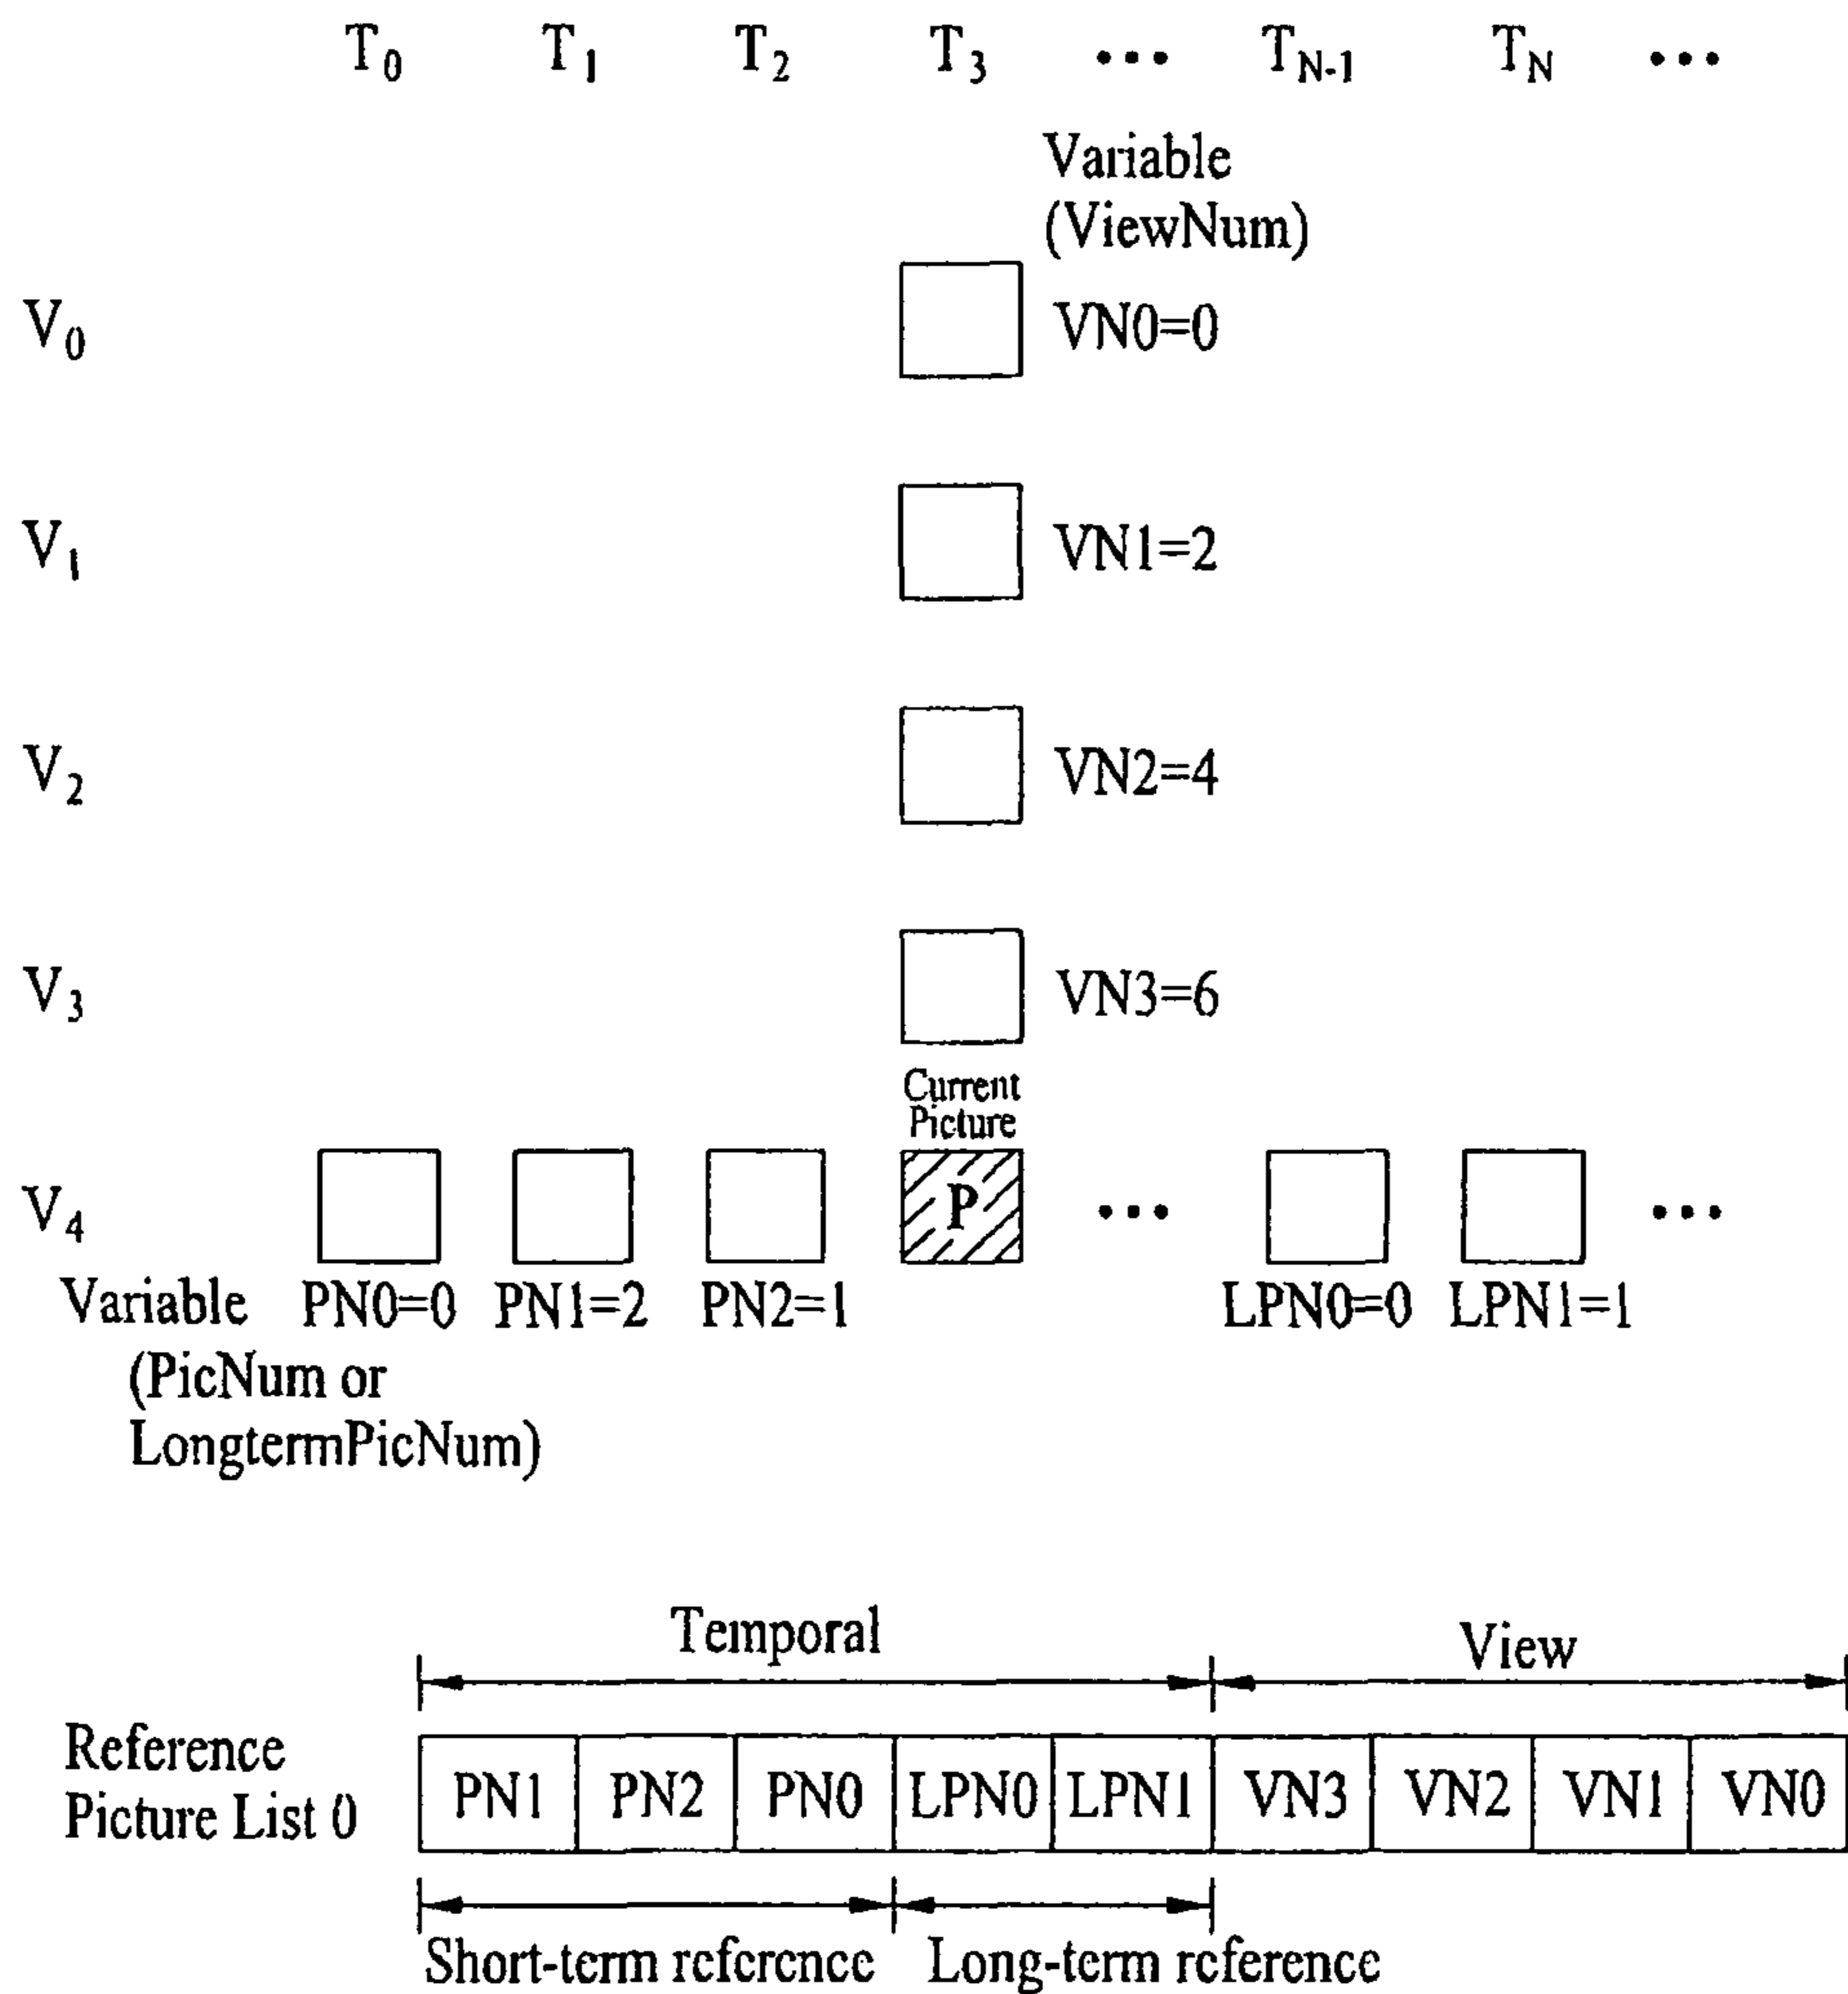 T0 T1 T2 T3 ••• TN-1 TN •••
Variable
(ViewNum)
V0 VN0=0
V1 VN1=2
V2 VN2=4
V3 VN3=6
Current
Picture
V4 P ••• •••
Variable PN0=0 PN1=2 PN2=1 LPN0=0 LPN1=1
(PicNum or
LongtermPicNum)
Temporal View
Reference
Picture List 0
PN1 PN2 PN0 LPN0 LPN1 VN3 VN2 VN1 VN0
Short-term reference Long-term reference